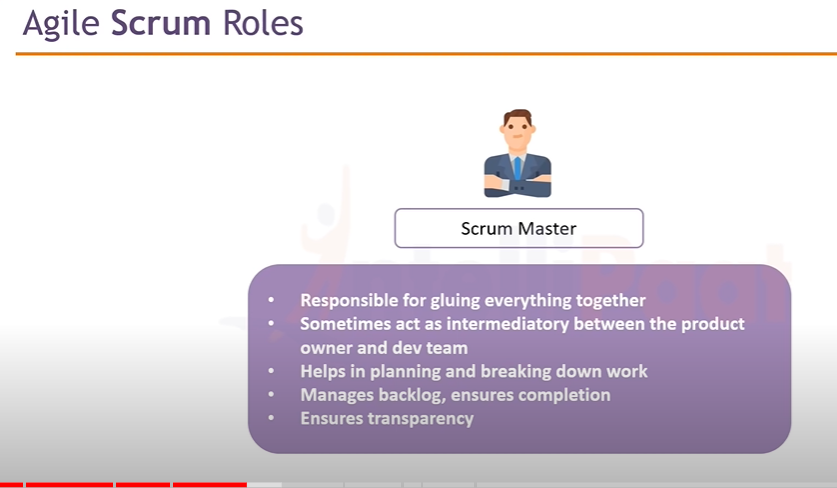 Agile Scrum Roles
Scrum Master
• Responsible for gluing everything together
• Sometimes act as intermediatory between the product
owner and dev team
• Helps in planning and breaking down work
• Manages backlog, ensures completion
• Ensures transparency
IntelliPaat